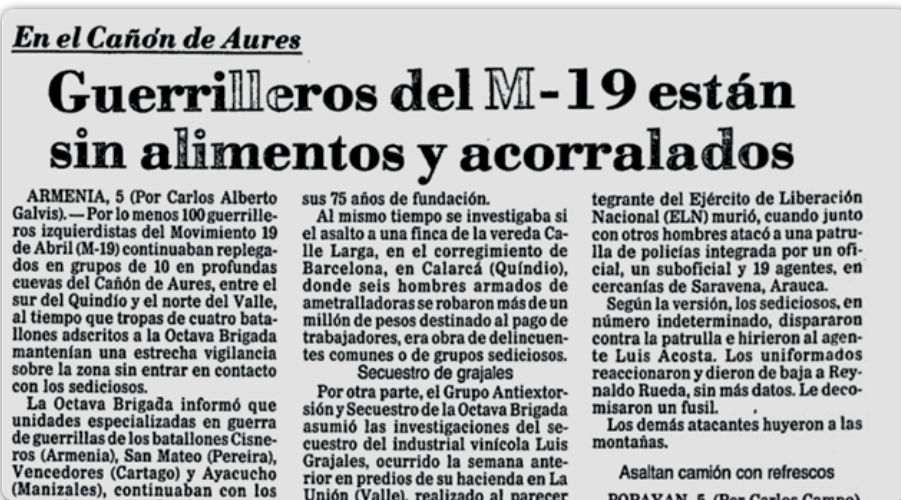 En el Cañón de Aures
Guerrilleros del M-19 están
sin alimentos y acorralados
ARMENIA, 5 (Por Carlos Alberto
Galvis).—Por lo menos 100 guerrille-
ros izquierdistas del Movimiento 19
de Abril (M-19) continuaban replega-
dos en grupos de 10 en profundas
cuevas del Cañón de Aures, entre el
sur del Quindío y el norte del Valle,
al tiempo que tropas de cuatro bata-
llones adscritos a la Octava Brigada
mantenían una estrecha vigilancia
sobre la zona sin entrar en contacto
con los sediciosos.
La Octava Brigada informó que
unidades especializadas en guerra
de guerrillas de los batallones Cisne-
ros (Armenia), San Mateo (Pereira),
Vencedores (Cartago) y Ayacucho
(Manizales), continuaban con los
sus 75 años de fundación.
Al mismo tiempo se investigaba si
el asalto a una finca de la vereda Ca-
lle Larga, en el corregimiento de
Barcelona, en Calarcá (Quíndio),
donde seis hombres armados de
ametralladoras se robaron más de un
millón de pesos destinado al pago de
trabajadores, era obra de delincuen-
tes comunes o de grupos sediciosos.
Secuestro de grajales
Por otra parte, el Grupo Antiextor-
sión y Secuestro de la Octava Brigada
asumió las investigaciones del se-
cuestro del industrial vinícola Luis
Grajales, ocurrido la semana ante-
rior en predios de su hacienda en La
Unión (Valle), realizado al parecer
tegrante del Ejército de Liberación
Nacional (ELN) murió, cuando junto
con otros hombres atacó a una patru-
lla de policías integrada por un ofi-
cial, un suboficial y 19 agentes, en
cercanías de Saravena, Arauca.
Según la versión, los sediciosos, en
número indeterminado, dispararon
contra la patrulla e hirieron al agen-
te Luis Acosta. Los uniformados
reaccionaron y dieron de baja a Rey-
naldo Rueda, sin más datos. Le deco-
misaron un fusil.
Los demás atacantes huyeron a las
montañas.
Asaltan camión con refrescos
POPAYAN, 5 (Por Carlos Campo)